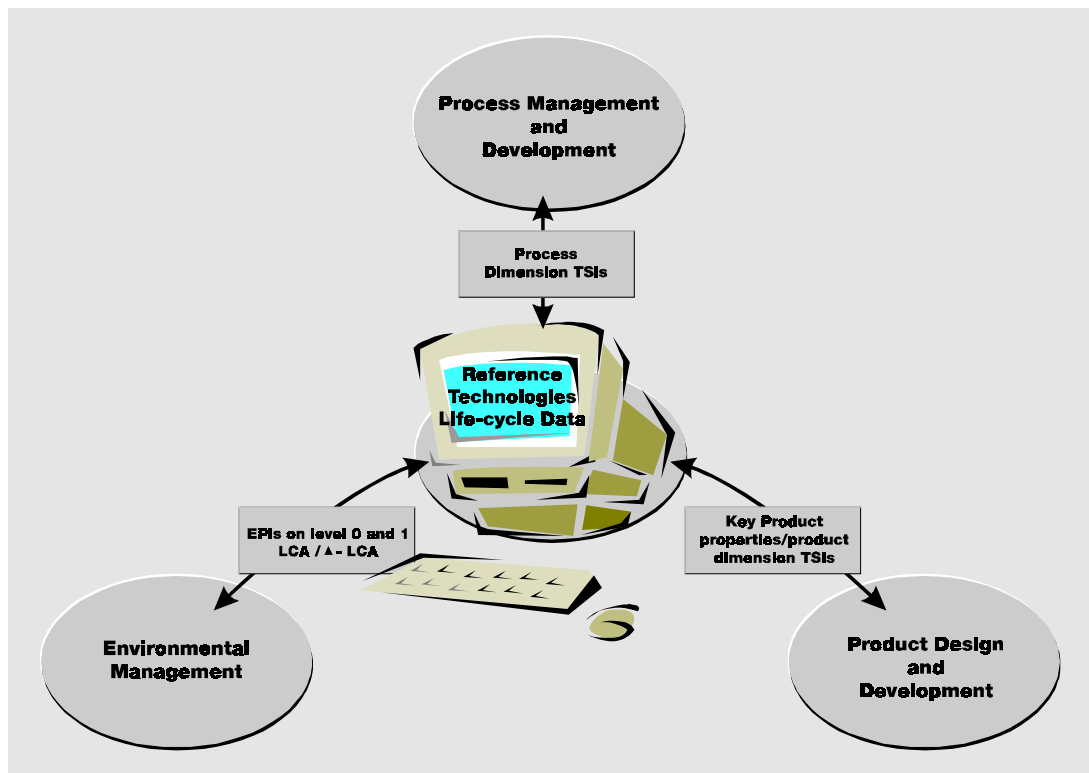 Process Management
and
Development
Process
Dimension TSIs
Reference
Technologies
Life-cycle Data
EPIs on level 0 and 1
LCA / ▲ - LCA
Key Product
properties/product
dimension TSIs
Environmental
Management
Product Design
and
Development